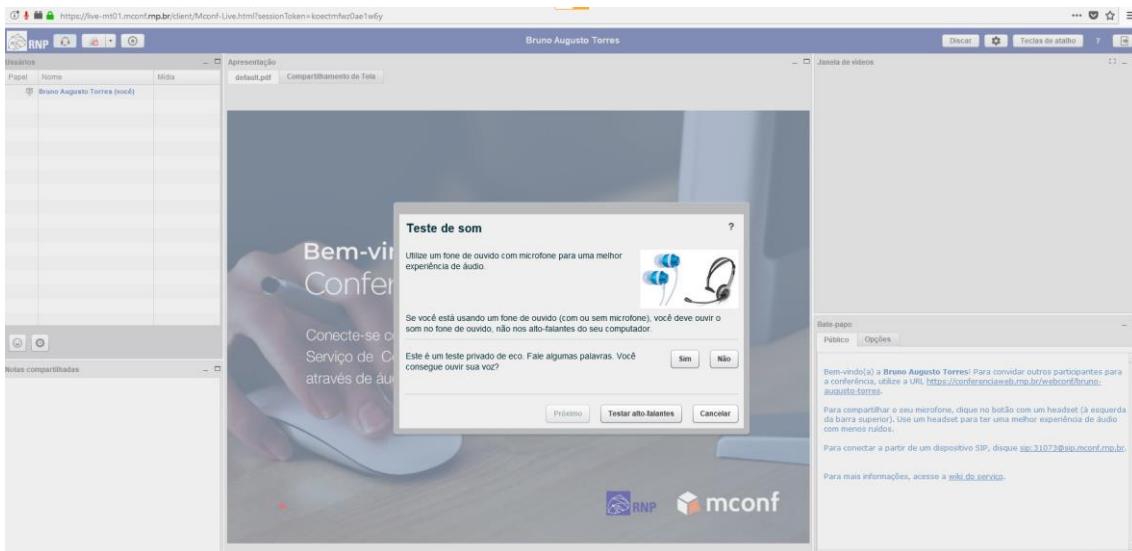 https://live-mt01.mconf.rnp.br/client/Mconf-Live.html?sessionToken=koectmfwz0ae1w6y
RNP
Bruno Augusto Torres
Discar
Teclas de atalho
?
Usuários
Papel Nome Mídia
Bruno Augusto Torres (você)
Notas compartilhadas
Apresentação
default.pdf Compartilhamento de Tela
Bem-vin
Confer
Conecte-se o
Serviço de C
através de áu
RNP mconf
Teste de som ?
Utilize um fone de ouvido com microfone para uma melhor
experiência de áudio.
Se você está usando um fone de ouvido (com ou sem microfone), você deve ouvir o
som no fone de ouvido, não nos alto-falantes do seu computador.
Este é um teste privado de eco. Fale algumas palavras. Você
consegue ouvir sua voz?
Sim Não
Próximo Testar alto-falantes Cancelar
Janela de vídeos
Bate-papo
Público Opções
Bem-vindo(a) a Bruno Augusto Torres! Para convidar outros participantes para
a conferência, utilize a URL https://conferenciaweb.rnp.br/webconf/bruno-
augusto-torres.
Para compartilhar o seu microfone, clique no botão com um headset (à esquerda
da barra superior). Use um headset para ter uma melhor experiência de áudio
com menos ruídos.
Para conectar a partir de um dispositivo SIP, disque sip:31073@sip.mconf.rnp.br.
Para mais informações, acesse a wiki do serviço.